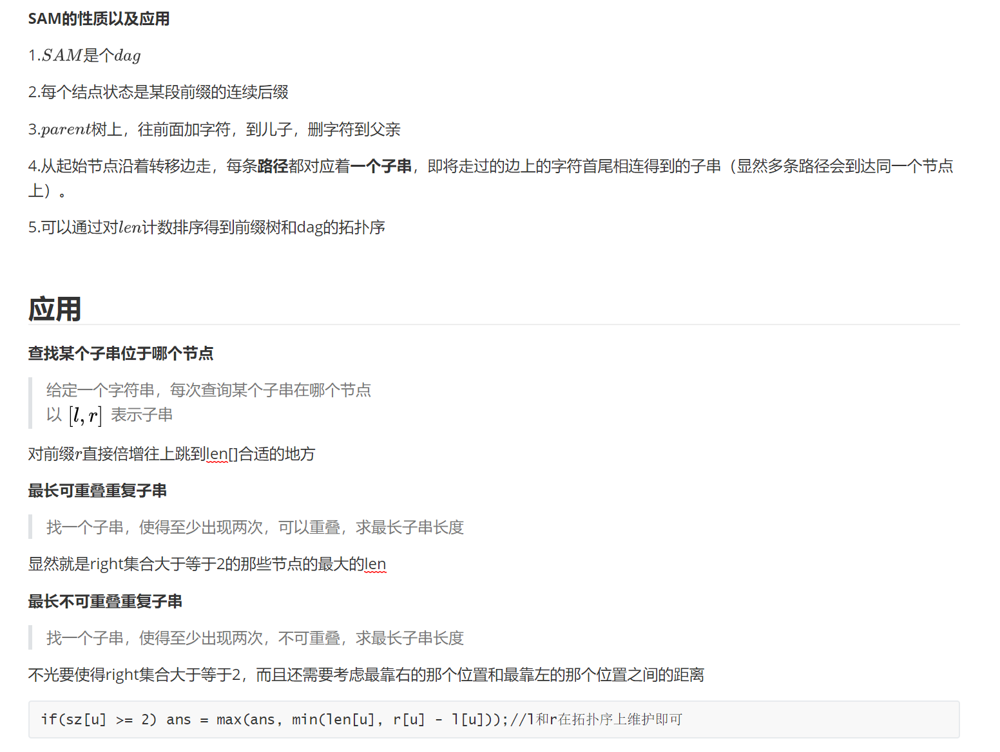 SAM的性质以及应用
1.SAM是个dag
2.每个结点状态是某段前缀的连续后缀
3.parent树上，往前面加字符，到儿子，删字符到父亲
4.从起始节点沿着转移边走，每条路径都对应着一个子串，即将走过的边上的字符首尾相连得到的子串（显然多条路径会到达同一个节点
上）。
5.可以通过对len计数排序得到前缀树和dag的拓扑序
应用
查找某个子串位于哪个节点
给定一个字符串，每次查询某个子串在哪个节点
以 [l,r] 表示子串
对前缀r直接倍增往上跳到len[]合适的地方
最长可重叠重复子串
找一个子串，使得至少出现两次，可以重叠，求最长子串长度
显然就是right集合大于等于2的那些节点的最大的len
最长不可重叠重复子串
找一个子串，使得至少出现两次，不可重叠，求最长子串长度
不光要使得right集合大于等于2，而且还需要考虑最靠右的那个位置和最靠左的那个位置之间的距离
if(sz[u] >= 2) ans = max(ans, min(len[u], r[u] - l[u]));//l和r在拓扑序上维护即可